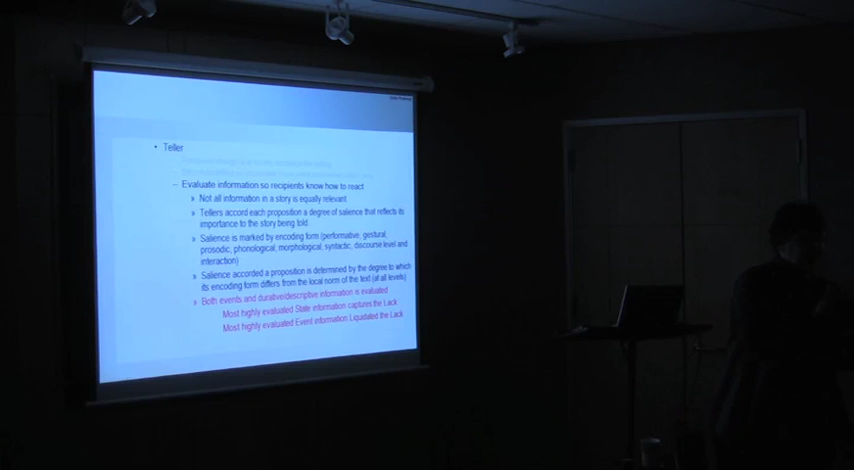 • Teller
– Evaluate information so recipients know how to react
» Not all information in a story is equally relevant
» Tellers accord each proposition a degree of salience that reflects its
importance to the story being told
» Salience is marked by encoding form (performative, gestural,
prosodic, phonological, morphological, syntactic, discourse level and
interaction)
» Salience accorded a proposition is determined by the degree to which
its encoding form differs from the local norm of the text (at all levels)
» Both events and durative/descriptive information is evaluated
Most highly evaluated State information captures the Lack
Most highly evaluated Event information Liquidated the Lack